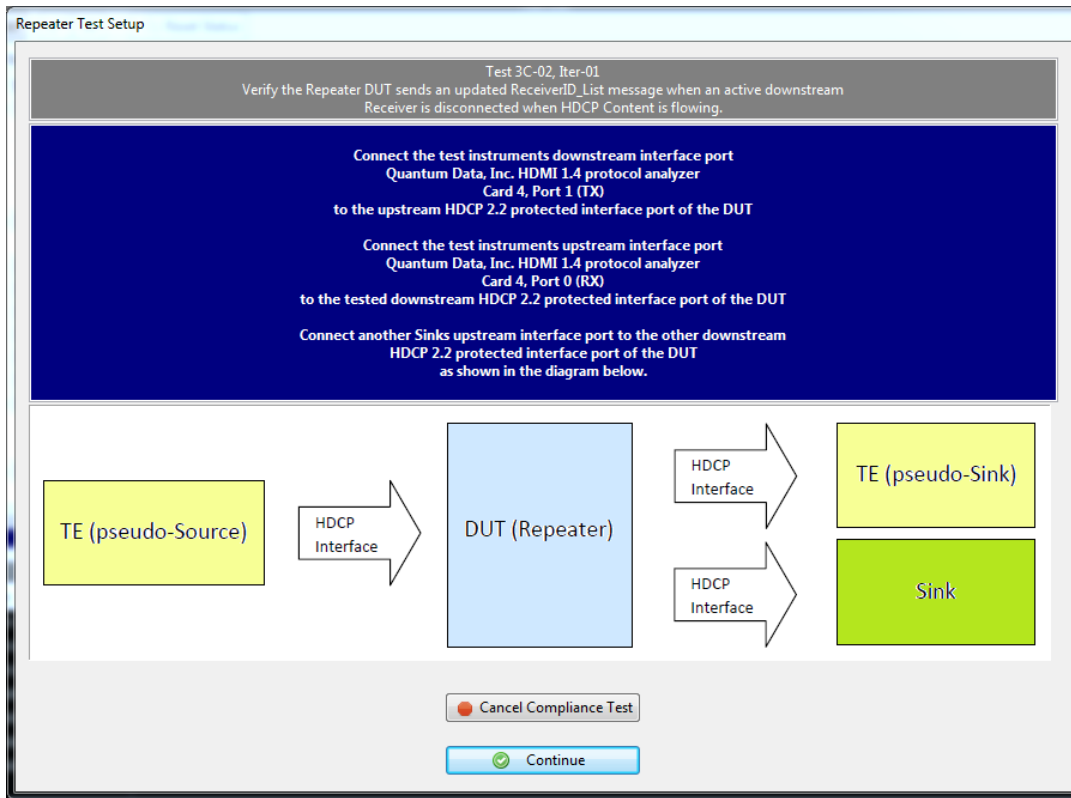 Repeater Test Setup
Test 3C-02, Iter-01
Verify the Repeater DUT sends an updated ReceiverID_List message when an active downstream
Receiver is disconnected when HDCP Content is flowing.
Connect the test instruments downstream interface port
Quantum Data, Inc. HDMI 1.4 protocol analyzer
Card 4, Port 1 (TX)
to the upstream HDCP 2.2 protected interface port of the DUT
Connect the test instruments upstream interface port
Quantum Data, Inc. HDMI 1.4 protocol analyzer
Card 4, Port 0 (RX)
to the tested downstream HDCP 2.2 protected interface port of the DUT
Connect another Sinks upstream interface port to the other downstream
HDCP 2.2 protected interface port of the DUT
as shown in the diagram below.
TE (pseudo-Source)
HDCP
Interface
DUT (Repeater)
HDCP
Interface
TE (pseudo-Sink)
HDCP
Interface
Sink
Cancel Compliance Test
Continue